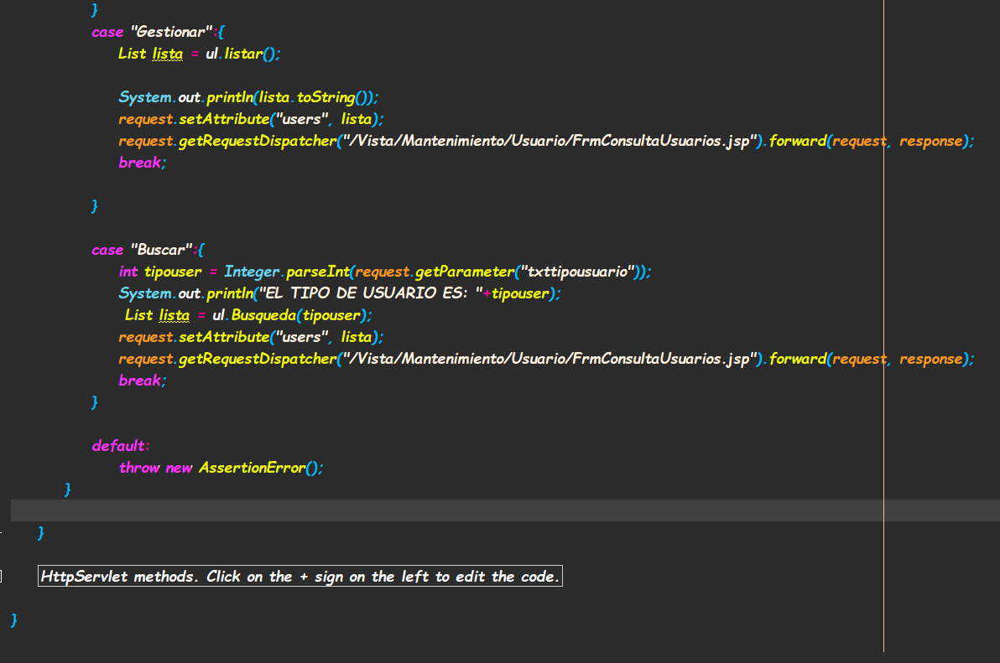 }
case "Gestionar":{
List lista = ul.listar();
System.out.println(lista.toString());
request.setAttribute("users", lista);
request.getRequestDispatcher("/Vista/Mantenimiento/Usuario/FrmConsultaUsuarios.jsp").forward(request, response);
break;
}
case "Buscar":{
int tipouser = Integer.parseInt(request.getParameter("txttipousuario"));
System.out.println("EL TIPO DE USUARIO ES: "+tipouser);
List lista = ul.Busqueda(tipouser);
request.setAttribute("users", lista);
request.getRequestDispatcher("/Vista/Mantenimiento/Usuario/FrmConsultaUsuarios.jsp").forward(request, response);
break;
}
default:
throw new AssertionError();
}
}
HttpServlet methods. Click on the + sign on the left to edit the code.
}